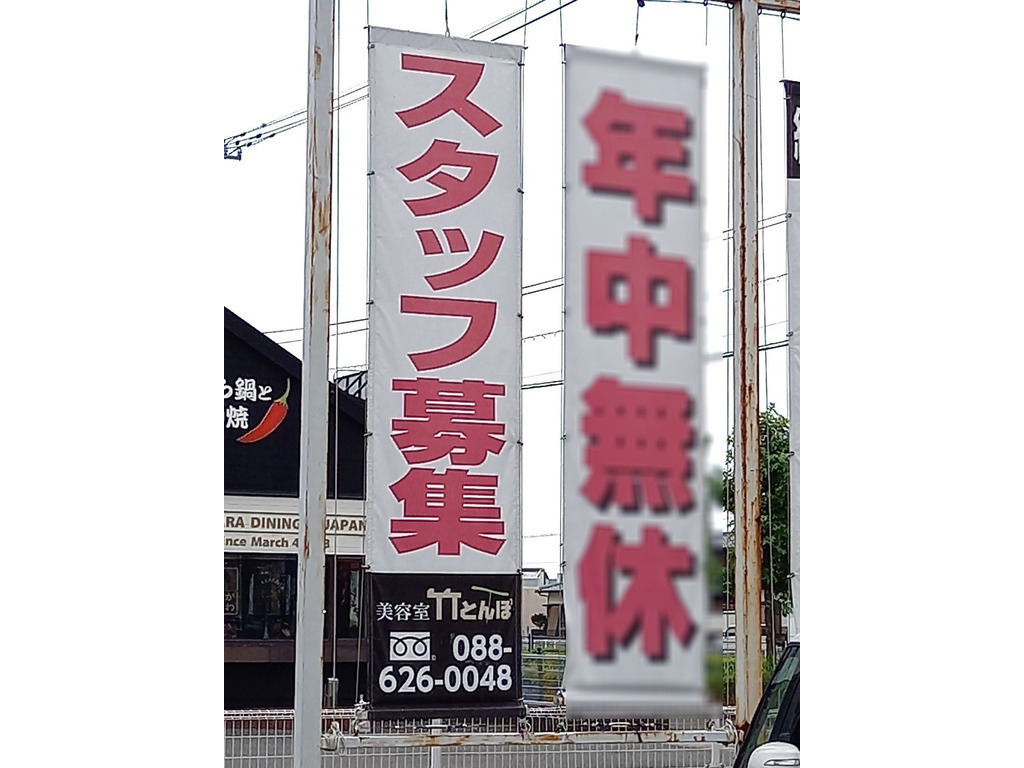 スタッフ募集
美容室 竹とんぼ
088-
626-0048
年中無休
鍋と
焼
ARA DINING JAPAN
nce March 4